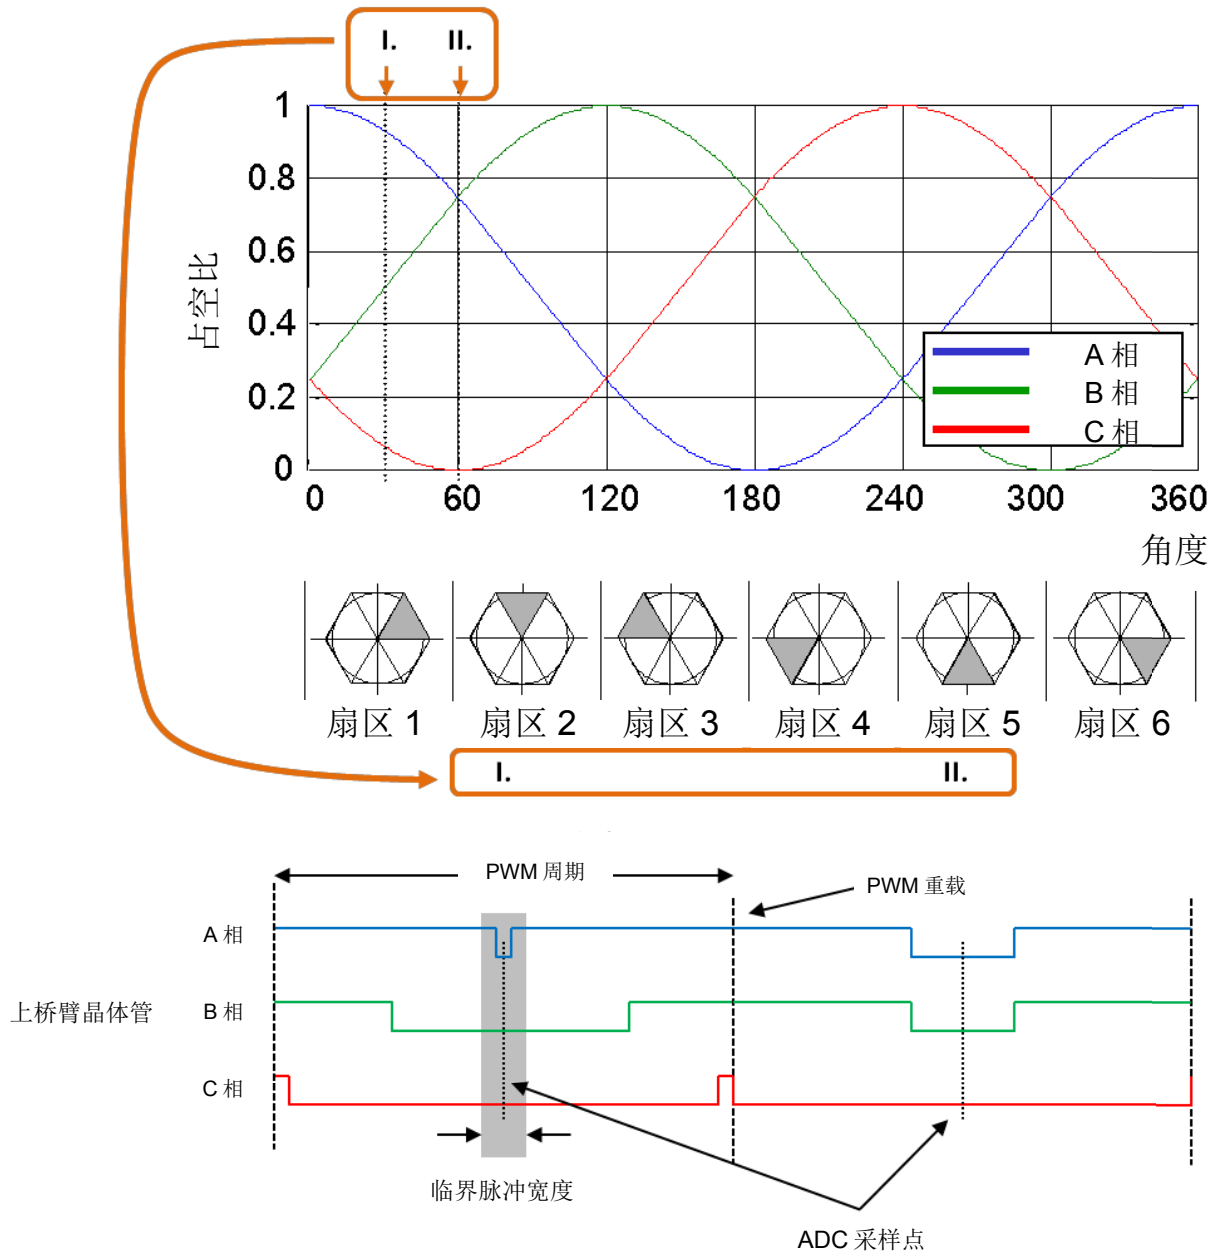 I. II.
1
0.8
0.6
0.4
0.2
0
占空比
A 相
B 相
C 相
0 60 120 180 240 300 360
角度
扇区 1 扇区 2 扇区 3 扇区 4 扇区 5 扇区 6
I. II.
PWM 周期
PWM 重载
A 相
上桥臂晶体管
B 相
C 相
临界脉冲宽度
ADC 采样点